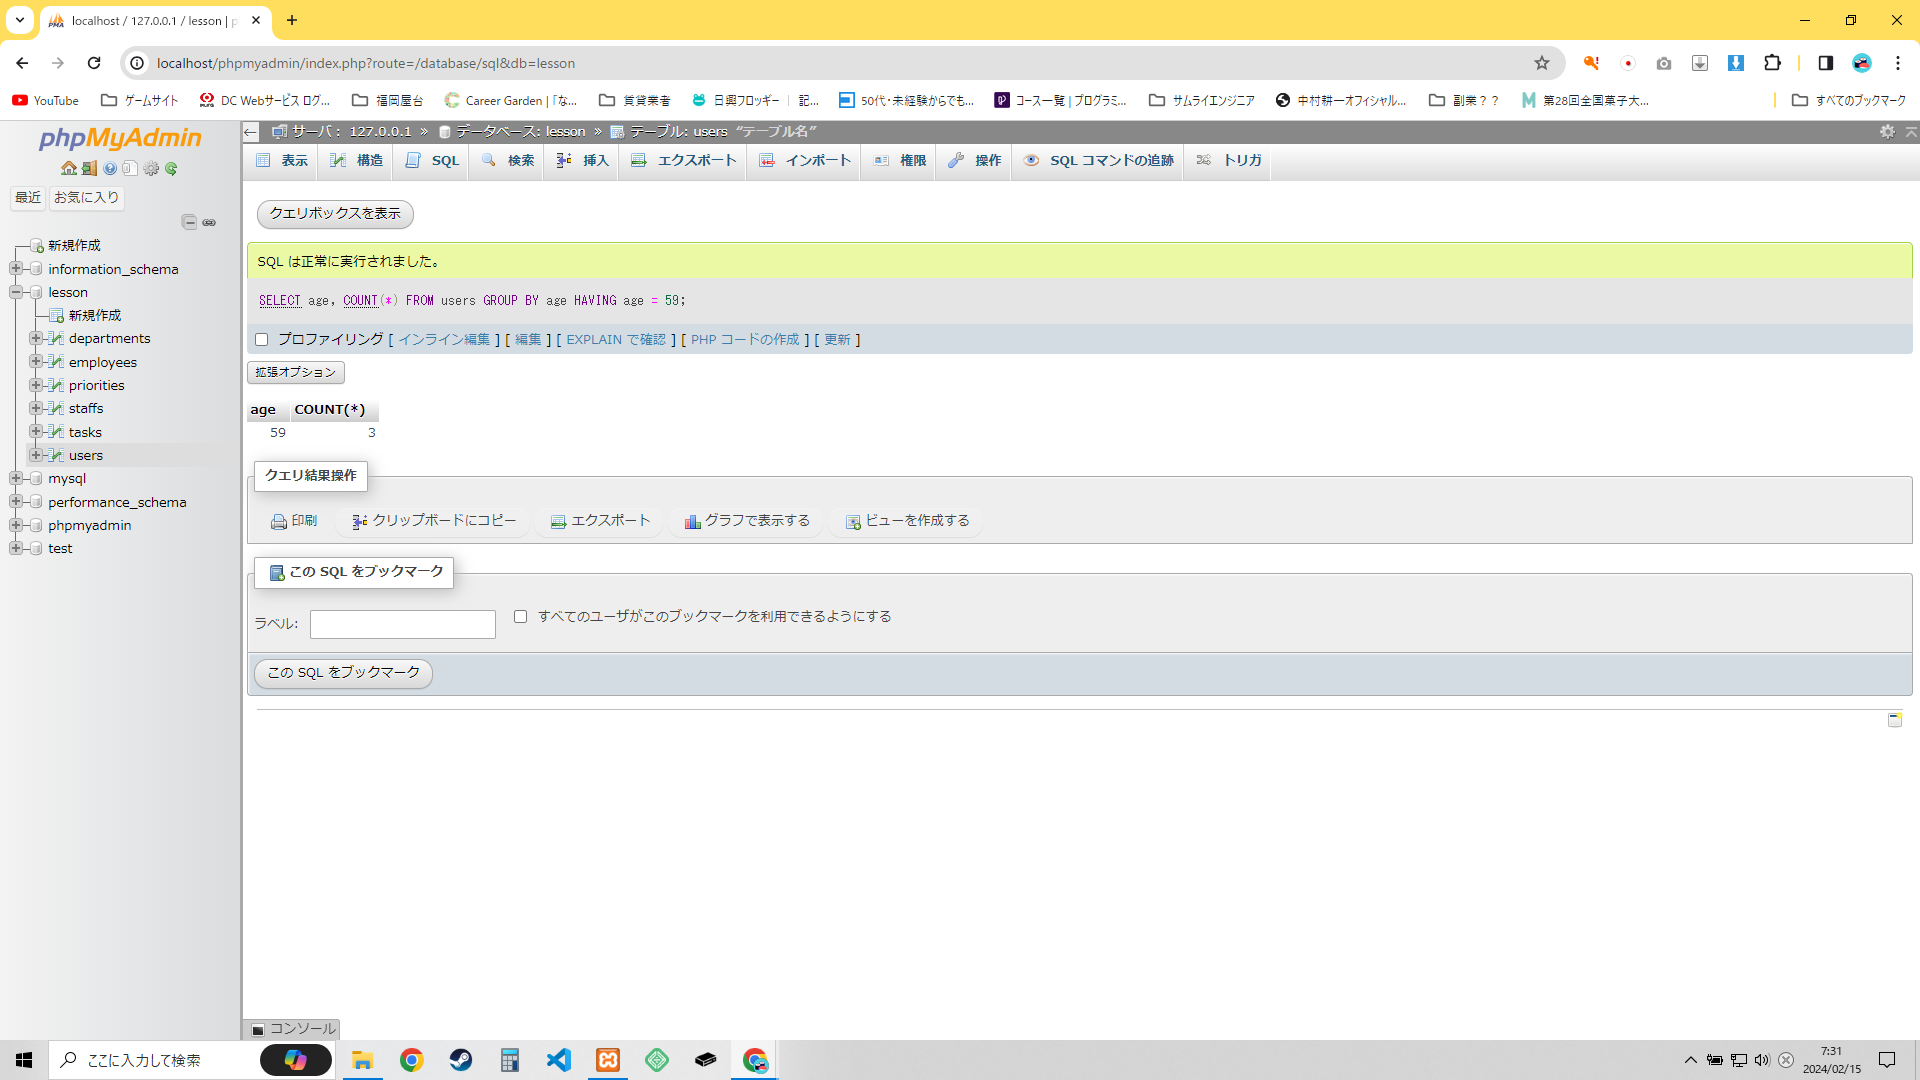 localhost / 127.0.0.1 / lesson | p
localhost/phpmyadmin/index.php?route=/database/sql&db=lesson
YouTube
ゲームサイト
DC Webサービス ログ...
福岡屋台
Career Garden |「な...
賃貸業者
日興フロッギー | 記...
50代・未経験からでも...
コース一覧 | プログラミ...
サムライエンジニア
中村耕一オフィシャル...
副業？？
第28回全国菓子大...
すべてのブックマーク
phpMyAdmin
最近
お気に入り
新規作成
information_schema
lesson
新規作成
departments
employees
priorities
staffs
tasks
users
mysql
performance_schema
phpmyadmin
test
サーバ： 127.0.0.1 » データベース: lesson » テーブル: users “テーブル名”
表示
構造
SQL
検索
挿入
エクスポート
インポート
権限
操作
SQL コマンドの追跡
トリガ
クエリボックスを表示
SQL は正常に実行されました。
SELECT age, COUNT(*) FROM users GROUP BY age HAVING age = 59;
プロファイリング [ インライン編集 ] [ 編集 ] [ EXPLAIN で確認 ] [ PHP コードの作成 ] [ 更新 ]
拡張オプション
age COUNT(*)
59 3
クエリ結果操作
印刷
クリップボードにコピー
エクスポート
グラフで表示する
ビューを作成する
この SQL をブックマーク
ラベル:
すべてのユーザがこのブックマークを利用できるようにする
この SQL をブックマーク
コンソール
ここに入力して検索
7:31
2024/02/15